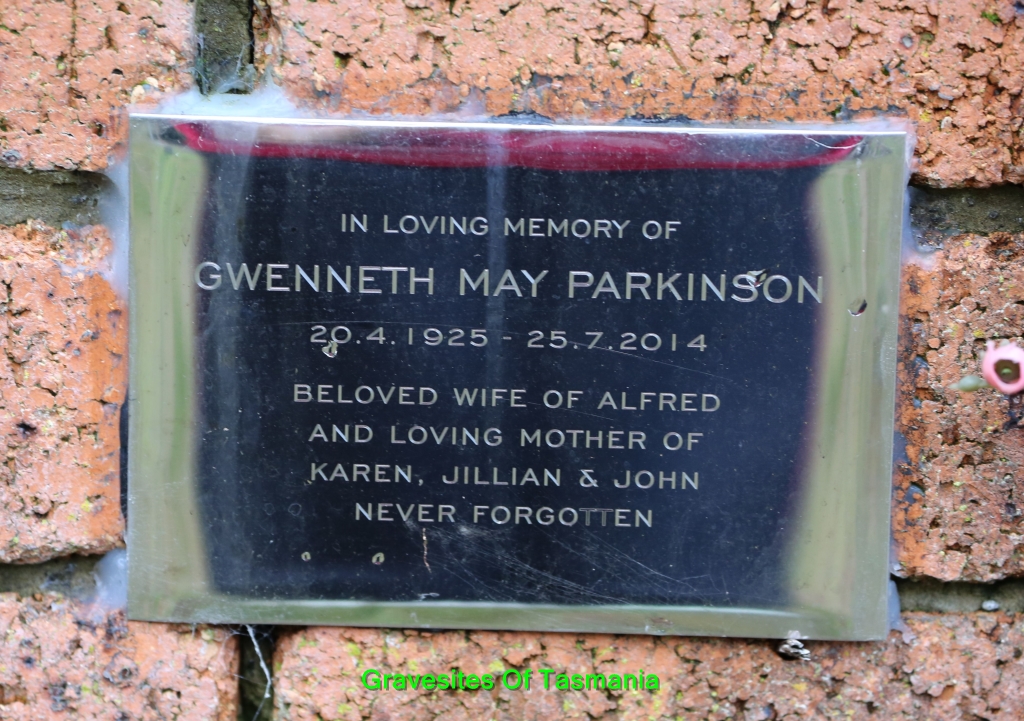 IN LOVING MEMORY OF
GWENNETH MAY PARKINSON
20.4.1925 - 25.7.2014
BELOVED WIFE OF ALFRED
AND LOVING MOTHER OF
KAREN, JILLIAN & JOHN
NEVER FORGOTTEN
Gravesites Of Tasmania